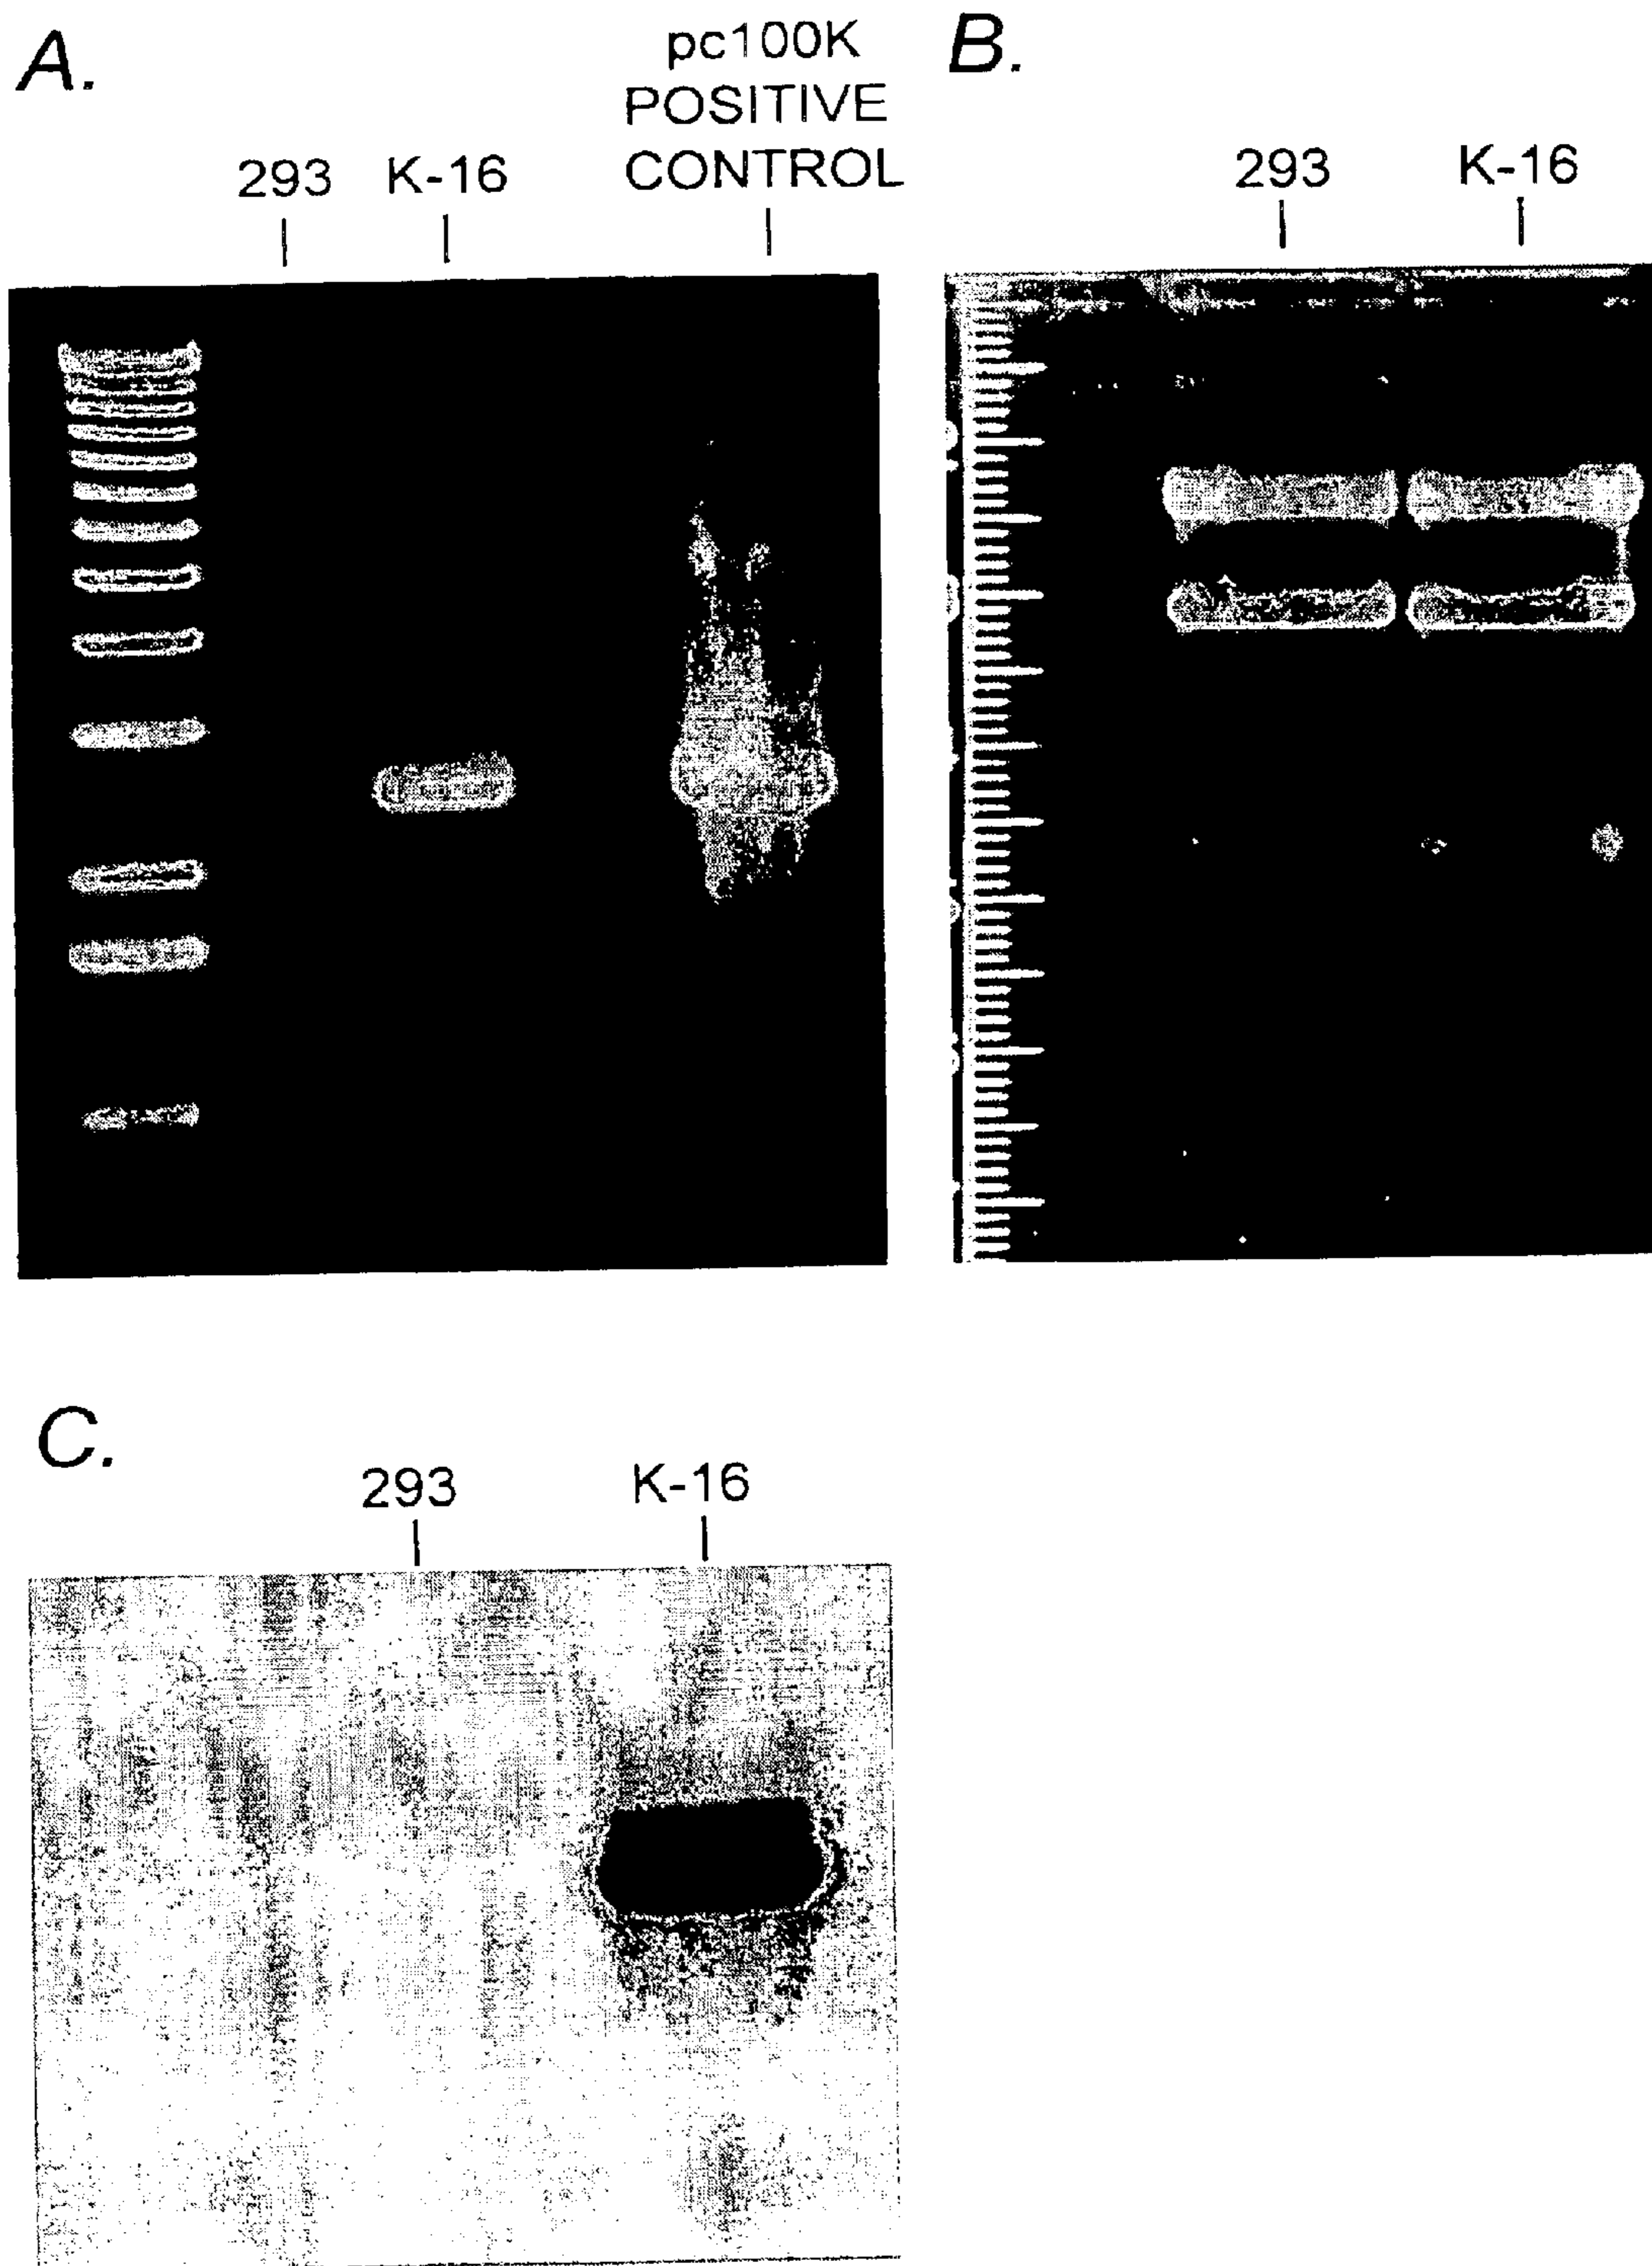 A.
293 K-16
pc100K
POSITIVE
CONTROL
B.
293 K-16
C.
293 K-16